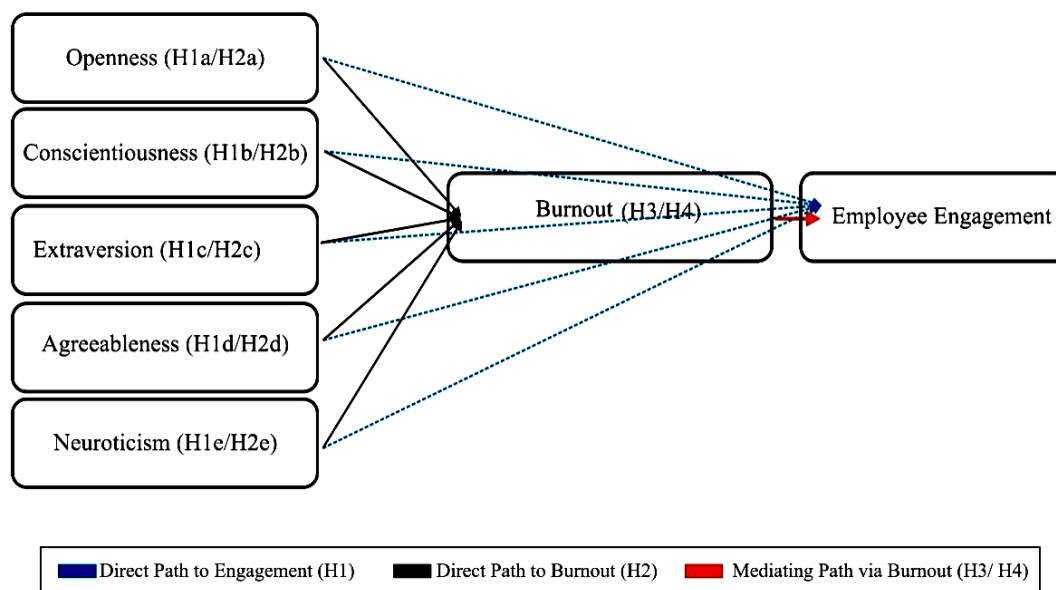 Openness (H1a/H2a)
Conscientiousness (H1b/H2b)
Extraversion (H1c/H2c)
Agreeableness (H1d/H2d)
Neuroticism (H1e/H2e)
Burnout (H3/H4)
Employee Engagement
Direct Path to Engagement (H1)
Direct Path to Burnout (H2)
Mediating Path via Burnout (H3/ H4)